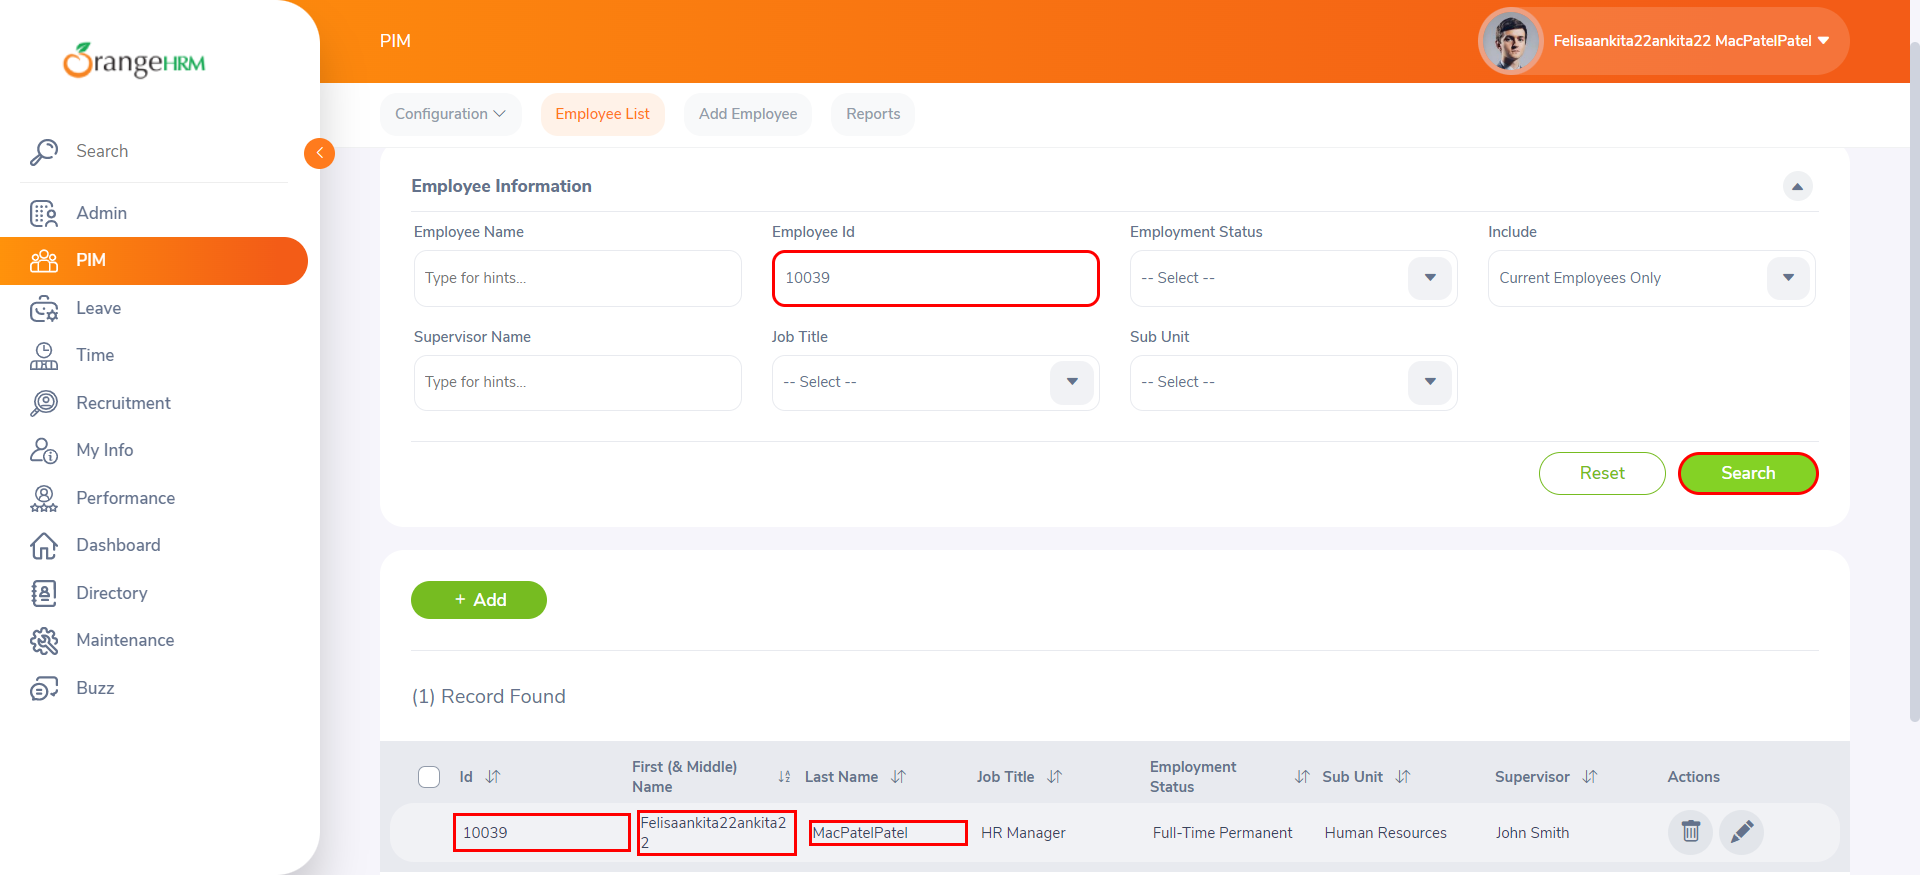 OrangeHRM
PIM
Felisaankita22ankita22 MacPatelPatel
Search
Admin
PIM
Leave
Time
Recruitment
My Info
Performance
Dashboard
Directory
Maintenance
Buzz
Configuration
Employee List
Add Employee
Reports
Employee Information
Employee Name
Employee Id
Employment Status
Include
Type for hints...
10039
-- Select --
Current Employees Only
Supervisor Name
Job Title
Sub Unit
Type for hints...
-- Select --
-- Select --
Reset
Search
+ Add
(1) Record Found
Id
First (& Middle)
Name
Last Name
Job Title
Employment
Status
Sub Unit
Supervisor
Actions
10039
Felisaankita22ankita2
2
MacPatelPatel
HR Manager
Full-Time Permanent
Human Resources
John Smith